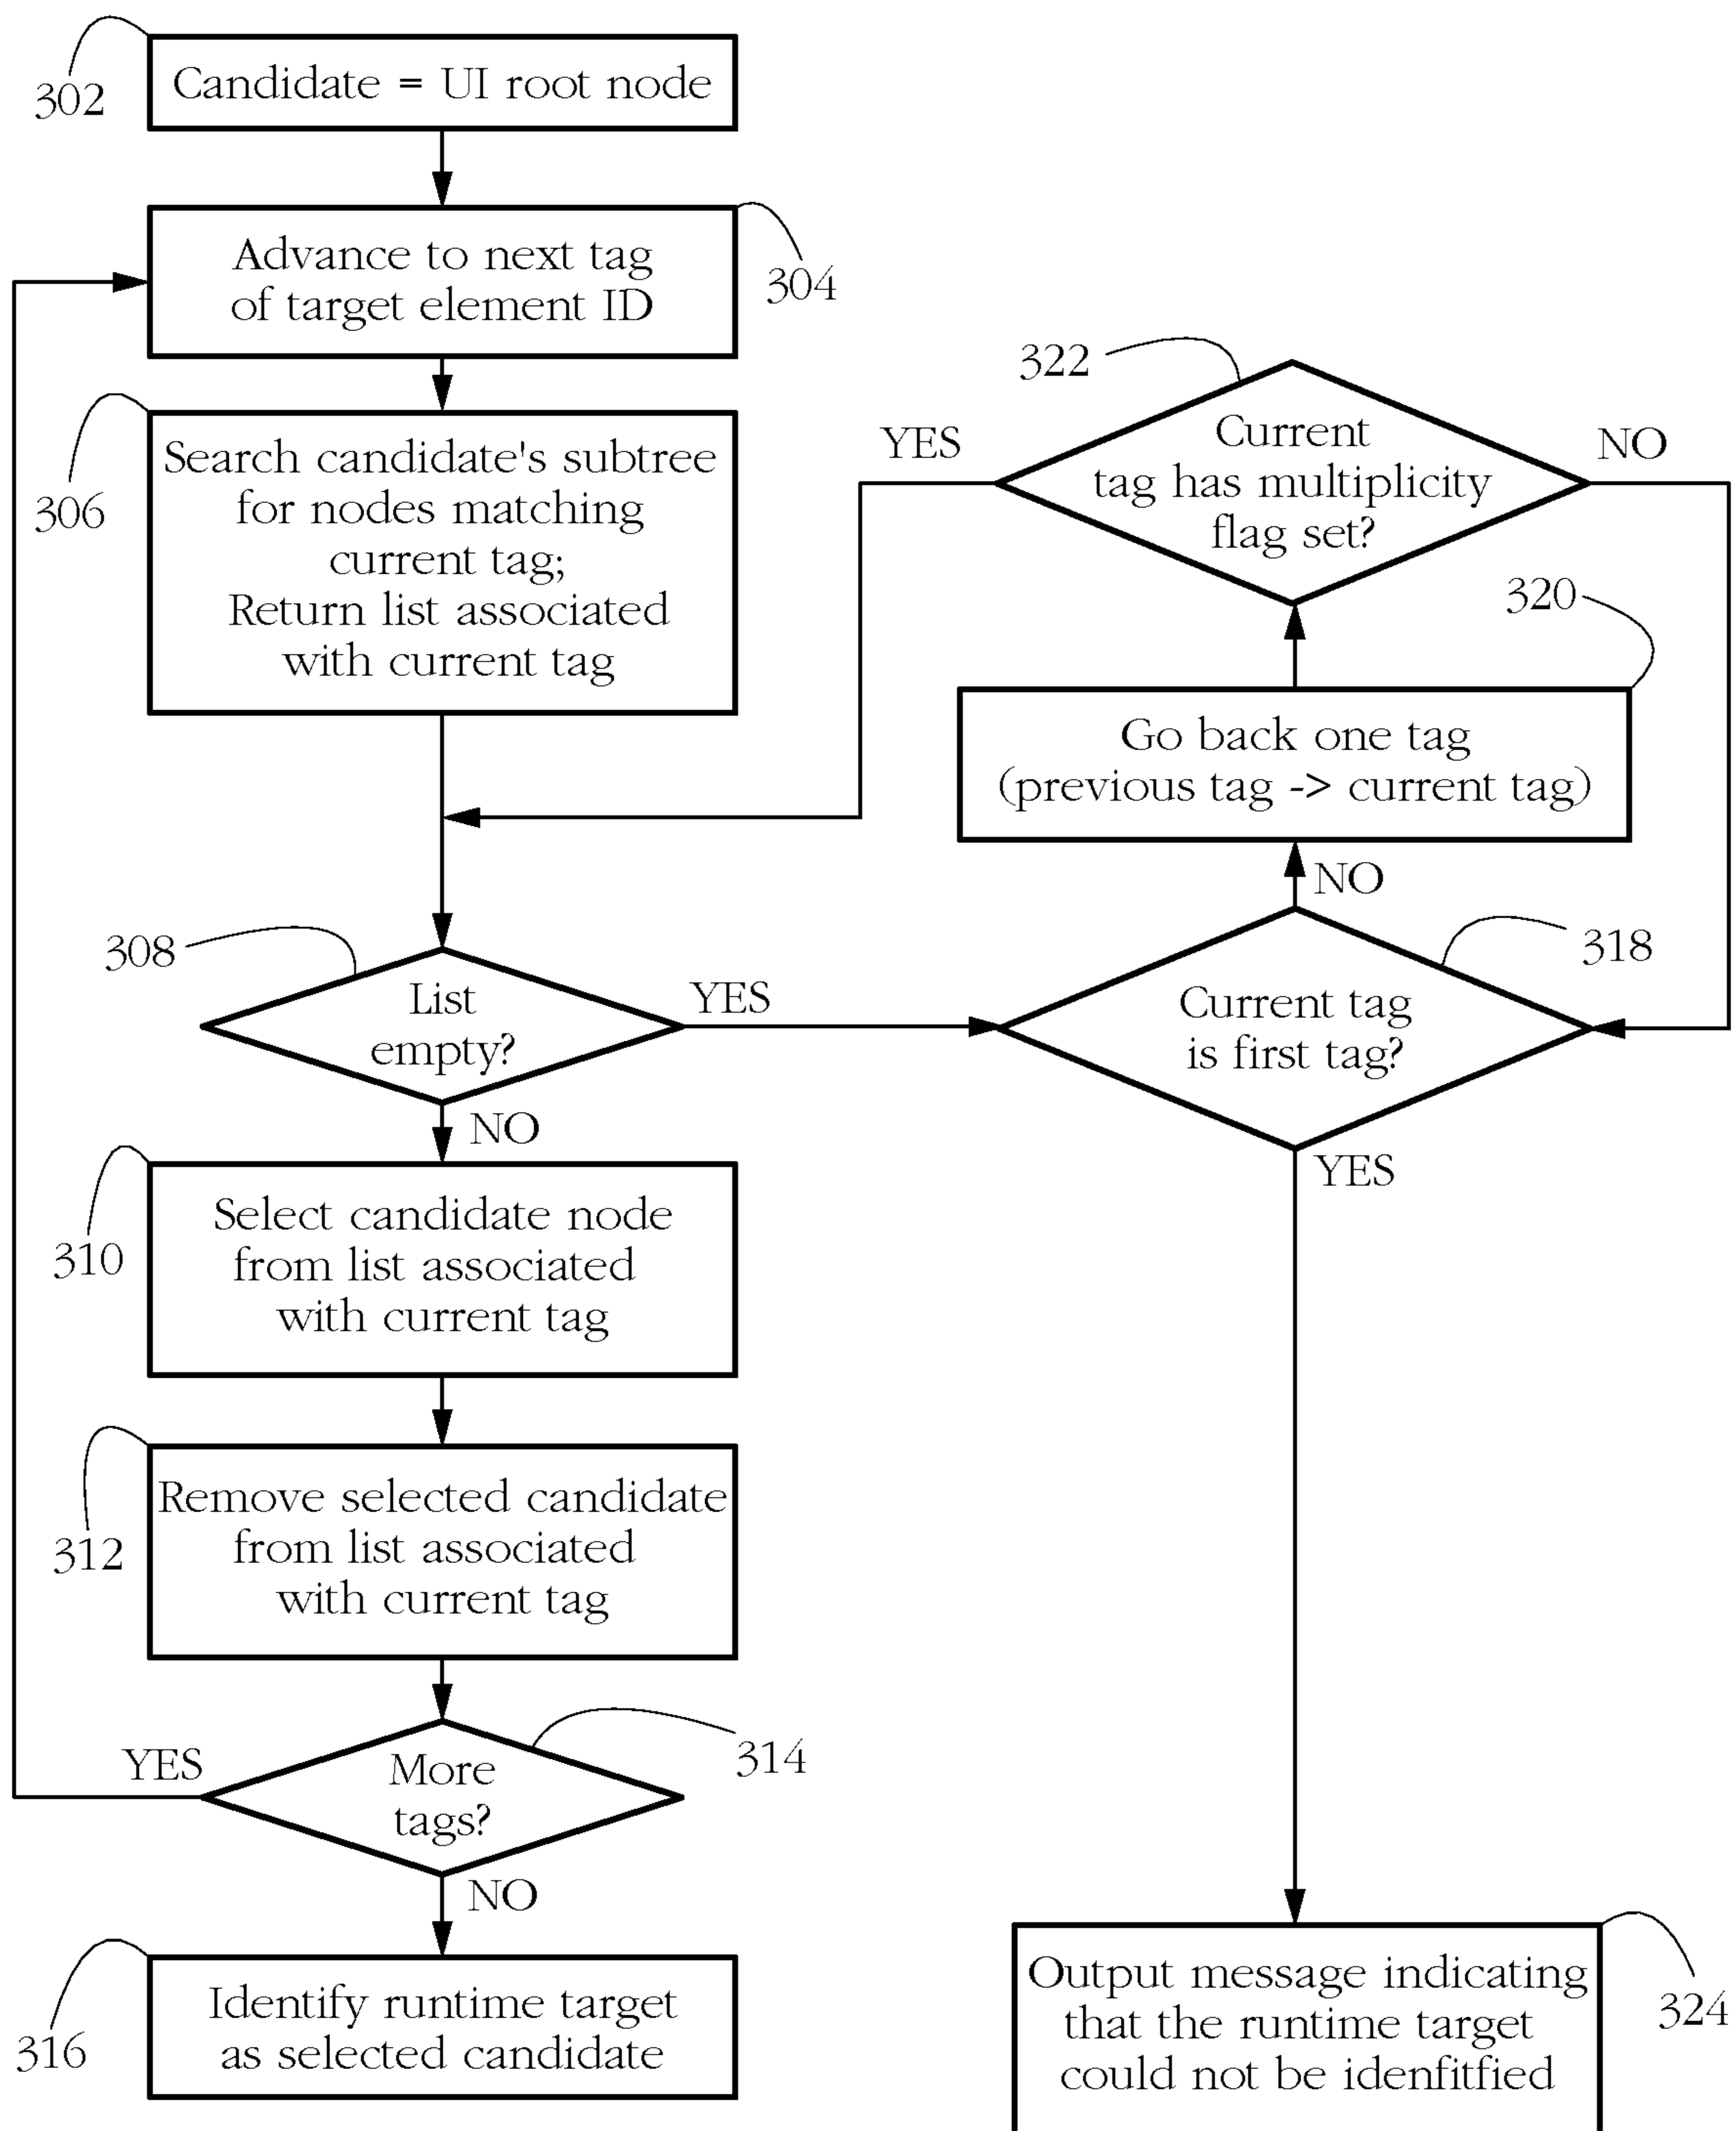 302
Candidate = UI root node
Advance to next tag
of target element ID
304
306
Search candidate's subtree
for nodes matching
current tag;
Return list associated
with current tag
308
List
empty?
YES
NO
310
Select candidate node
from list associated
with current tag
312
Remove selected candidate
from list associated
with current tag
YES
More
tags?
314
NO
316
Identify runtime target
as selected candidate
322
YES
Current
tag has multiplicity
flag set?
NO
320
Go back one tag
(previous tag -> current tag)
NO
318
Current tag
is first tag?
YES
Output message indicating
that the runtime target
could not be idenfitfied
324